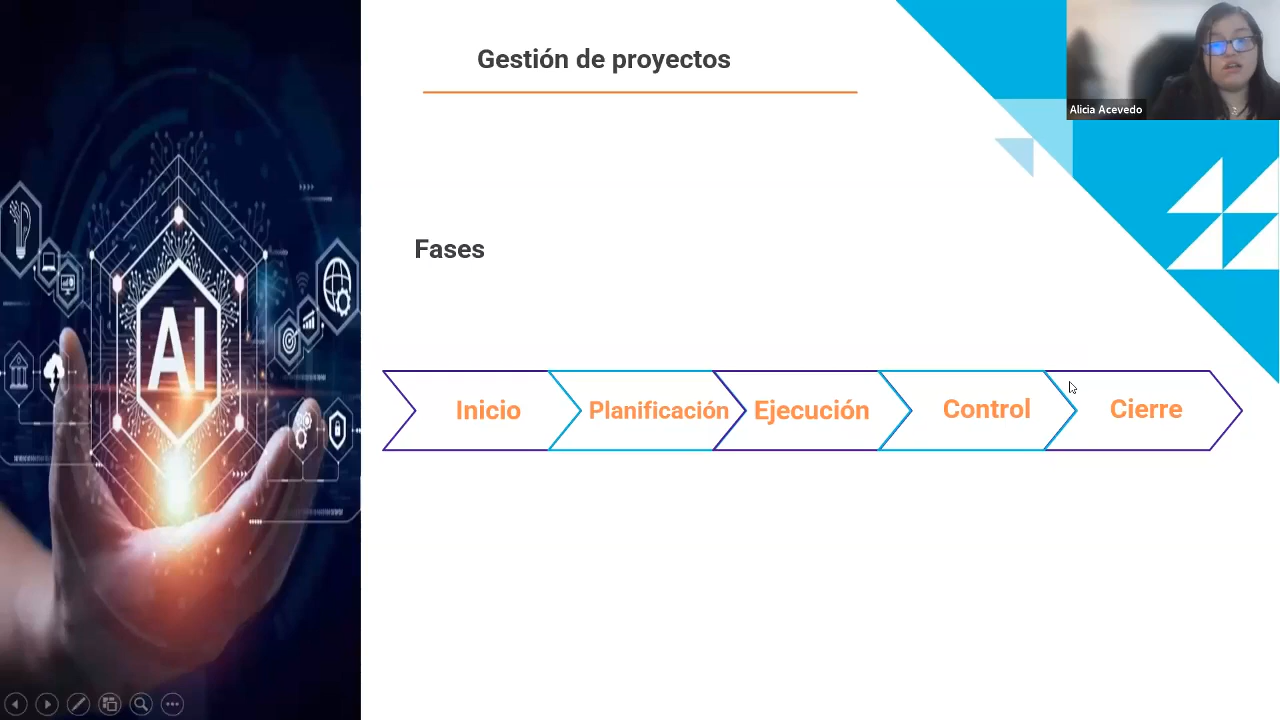 Gestión de proyectos
Alicia Acevedo
Fases
AI
Inicio
Planificación
Ejecución
Control
Cierre